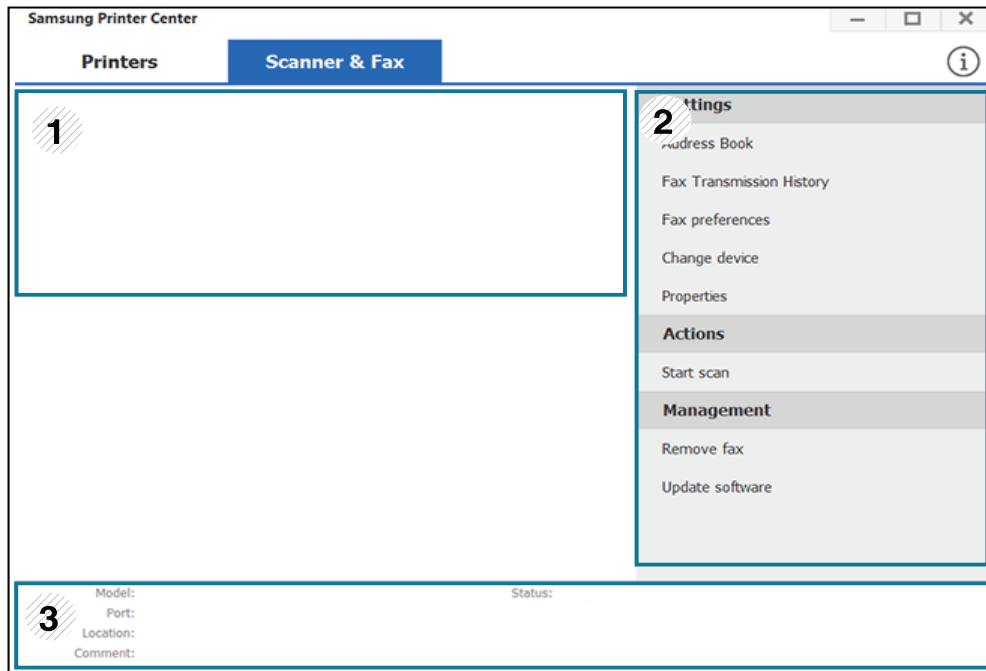 Samsung Printer Center
Printers
Scanner & Fax
i
1
2
ttings
Address Book
Fax Transmission History
Fax preferences
Change device
Properties
Actions
Start scan
Management
Remove fax
Update software
3
Model:
Status:
Port:
Location:
Comment: